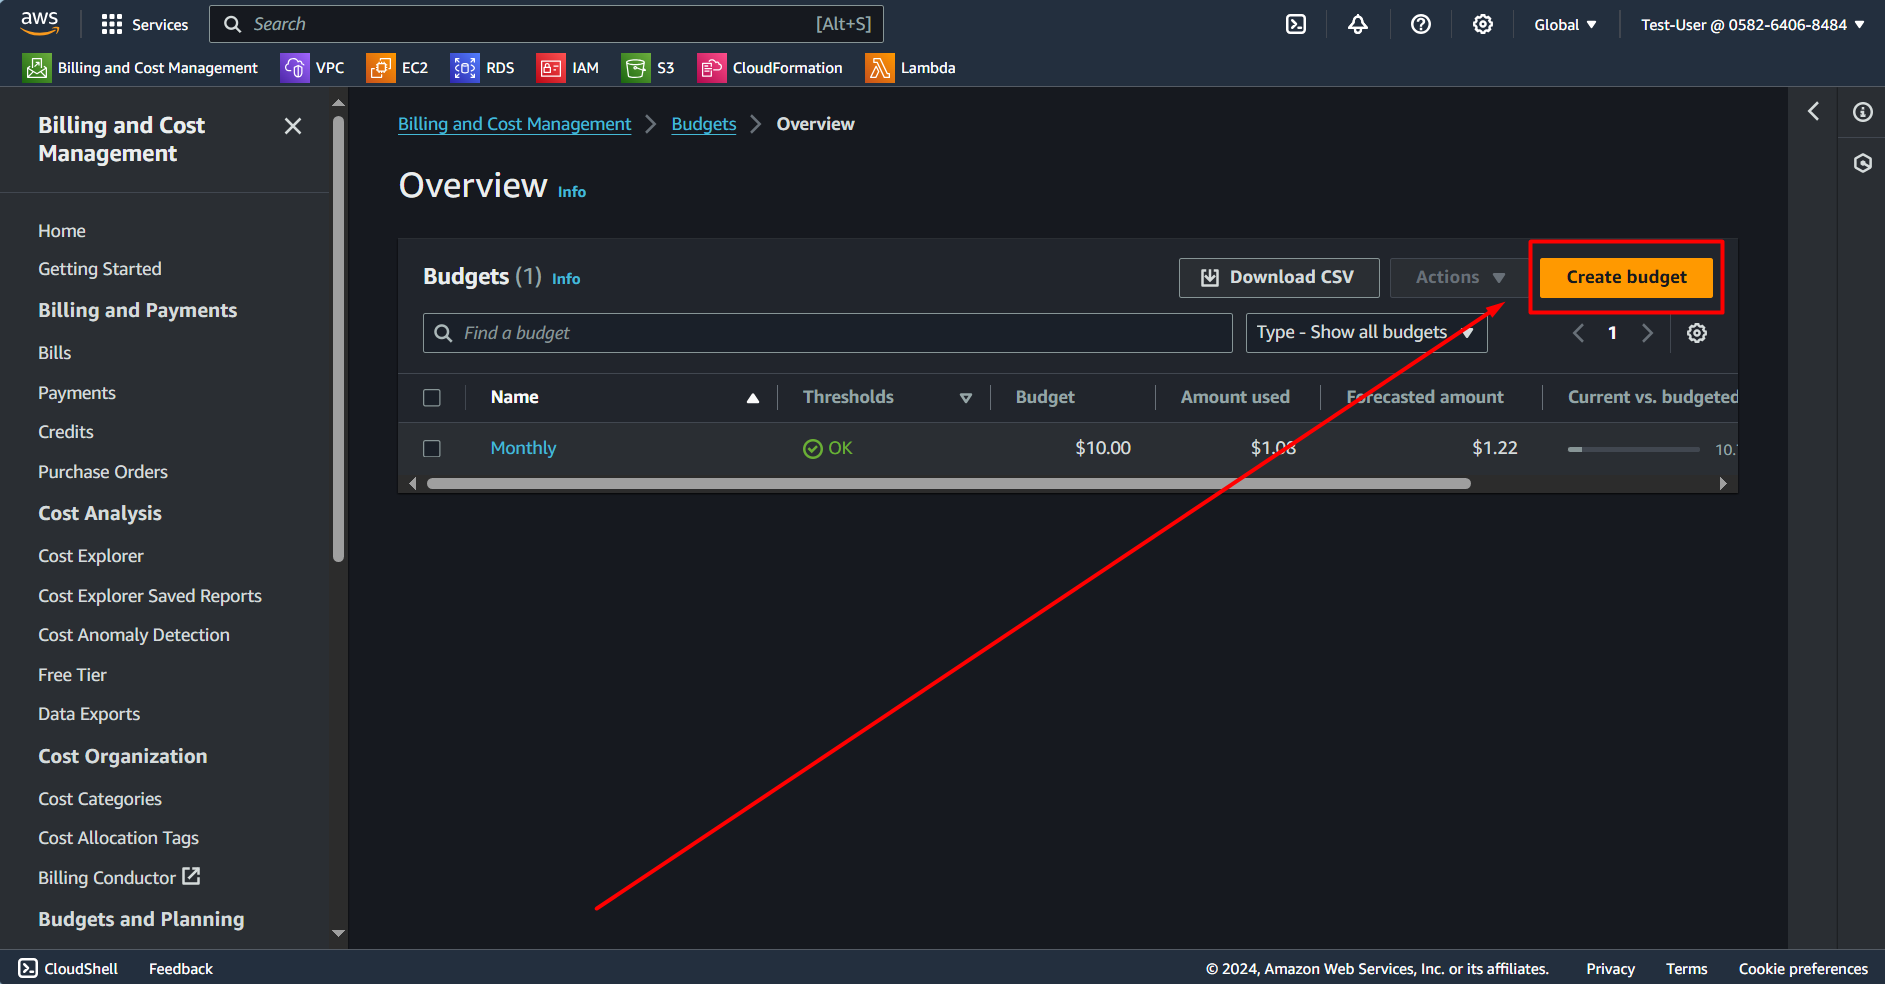 aws
Services
Search [Alt+S]
Global
Test-User @ 0582-6406-8484
Billing and Cost Management
VPC
EC2
RDS
IAM
S3
CloudFormation
Lambda
Billing and Cost
Management
Home
Getting Started
Billing and Payments
Bills
Payments
Credits
Purchase Orders
Cost Analysis
Cost Explorer
Cost Explorer Saved Reports
Cost Anomaly Detection
Free Tier
Data Exports
Cost Organization
Cost Categories
Cost Allocation Tags
Billing Conductor
Budgets and Planning
Billing and Cost Management > Budgets > Overview
Overview Info
Budgets (1) Info
Download CSV
Actions
Create budget
Find a budget
Type - Show all budgets
1
Name Thresholds Budget Amount used Forecasted amount Current vs. budgeted
Monthly OK $10.00 $1.08 $1.22 10.
CloudShell
Feedback
© 2024, Amazon Web Services, Inc. or its affiliates.
Privacy
Terms
Cookie preferences